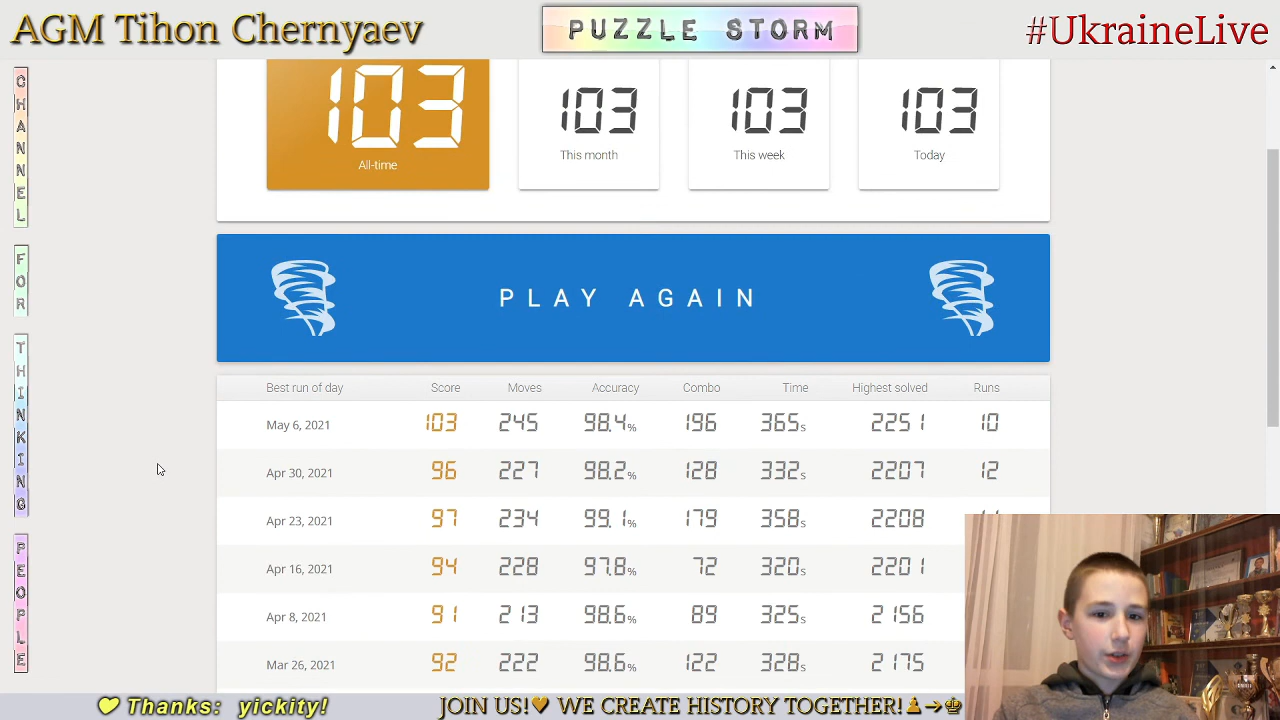 AGM Tihon Chernyaev
PUZZLE STORM
#UkraineLive
CHANNEL FOR THINKING PEOPLE
103
All-time
103
This month
103
This week
103
Today
PLAY AGAIN
Best run of day Score Moves Accuracy Combo Time Highest solved Runs
May 6, 2021 103 245 98.4% 196 365s 2251 10
Apr 30, 2021 96 227 98.2% 128 332s 2207 12
Apr 23, 2021 97 234 99.1% 179 358s 2208
Apr 16, 2021 94 228 97.8% 72 320s 2201
Apr 8, 2021 91 213 98.6% 89 325s 2156
Mar 26, 2021 92 222 98.6% 122 328s 2175
Thanks: yickity!
JOIN US! WE CREATE HISTORY TOGETHER!